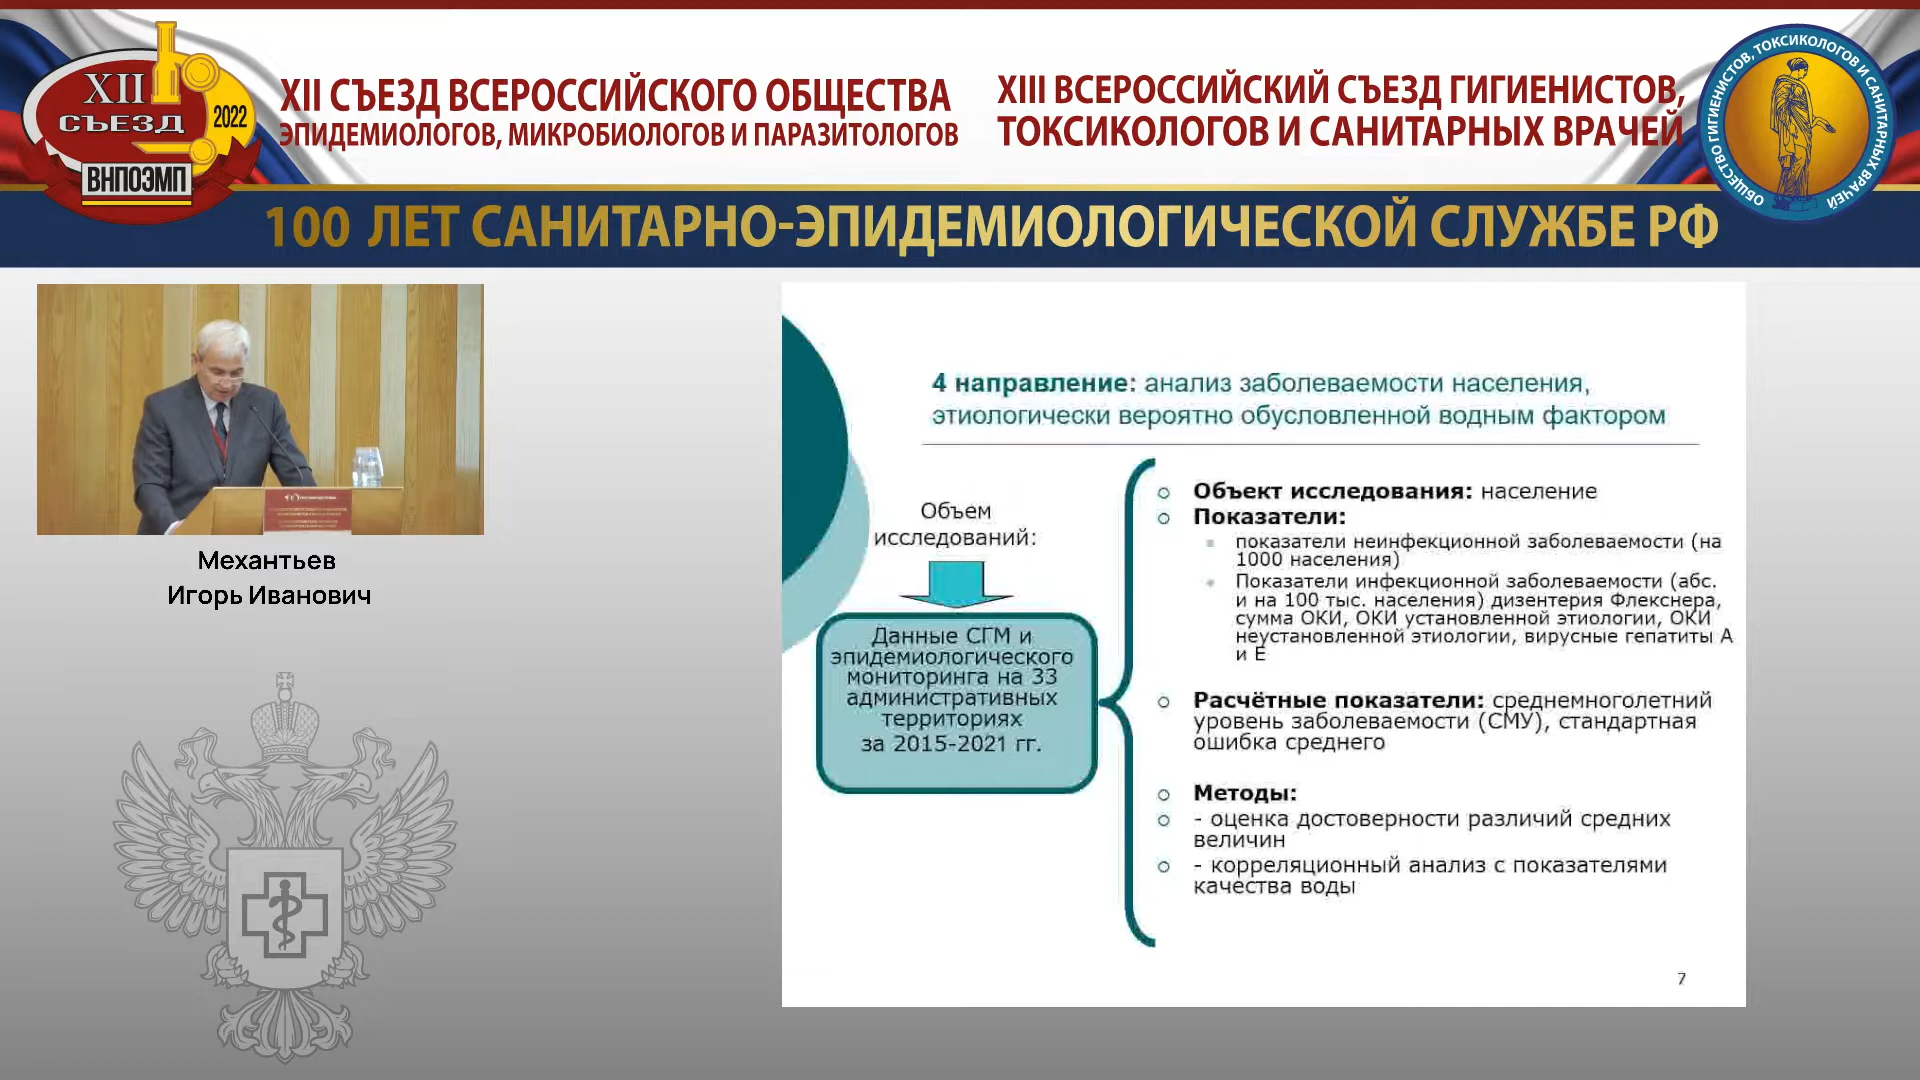 XII
СЪЕЗД
2022
ВНПОЭМП
XII СЪЕЗД ВСЕРОССИЙСКОГО ОБЩЕСТВА
ЭПИДЕМИОЛОГОВ, МИКРОБИОЛОГОВ И ПАРАЗИТОЛОГОВ
XIII ВСЕРОССИЙСКИЙ СЪЕЗД ГИГИЕНИСТОВ,
ТОКСИКОЛОГОВ И САНИТАРНЫХ ВРАЧЕЙ
ОБЩЕСТВО ГИГИЕНИСТОВ, ТОКСИКОЛОГОВ И САНИТАРНЫХ ВРАЧЕЙ
100 ЛЕТ САНИТАРНО-ЭПИДЕМИОЛОГИЧЕСКОЙ СЛУЖБЕ РФ
Механтьев
Игорь Иванович
4 направление: анализ заболеваемости населения,
этиологически вероятно обусловленной водным фактором
Объем
исследований:
Данные СГМ и
эпидемиологического
мониторинга на 33
административных
территориях
за 2015-2021 гг.
Объект исследования: население
Показатели:
показатели неинфекционной заболеваемости (на
1000 населения)
Показатели инфекционной заболеваемости (абс.
и на 100 тыс. населения) дизентерия Флекснера,
сумма ОКИ, ОКИ установленной этиологии, ОКИ
неустановленной этиологии, вирусные гепатиты А
и Е
Расчётные показатели: среднемноголетний
уровень заболеваемости (СМУ), стандартная
ошибка среднего
Методы:
- оценка достоверности различий средних
величин
- корреляционный анализ с показателями
качества воды
7